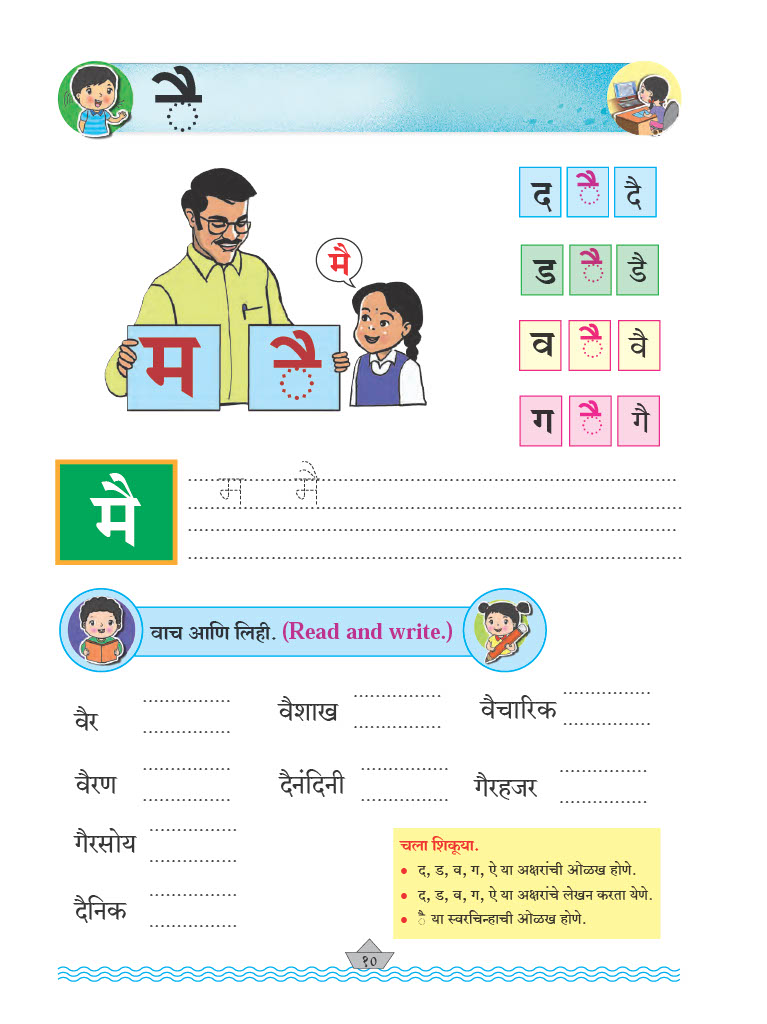 ै
मै
म ै
द ै दै
ड ै डै
व ै वै
ग ै गै
मै म मै
वाच आणि लिही. (Read and write.)
वैर वैशाख वैचारिक
वैरण दैनंदिनी गैरहजर
गैरसोय
दैनिक
चला शिकूया.
• द, ड, व, ग, ऐ या अक्षरांची ओळख होणे.
• द, ड, व, ग, ऐ या अक्षरांचे लेखन करता येणे.
• ै या स्वरचिन्हाची ओळख होणे.
१०